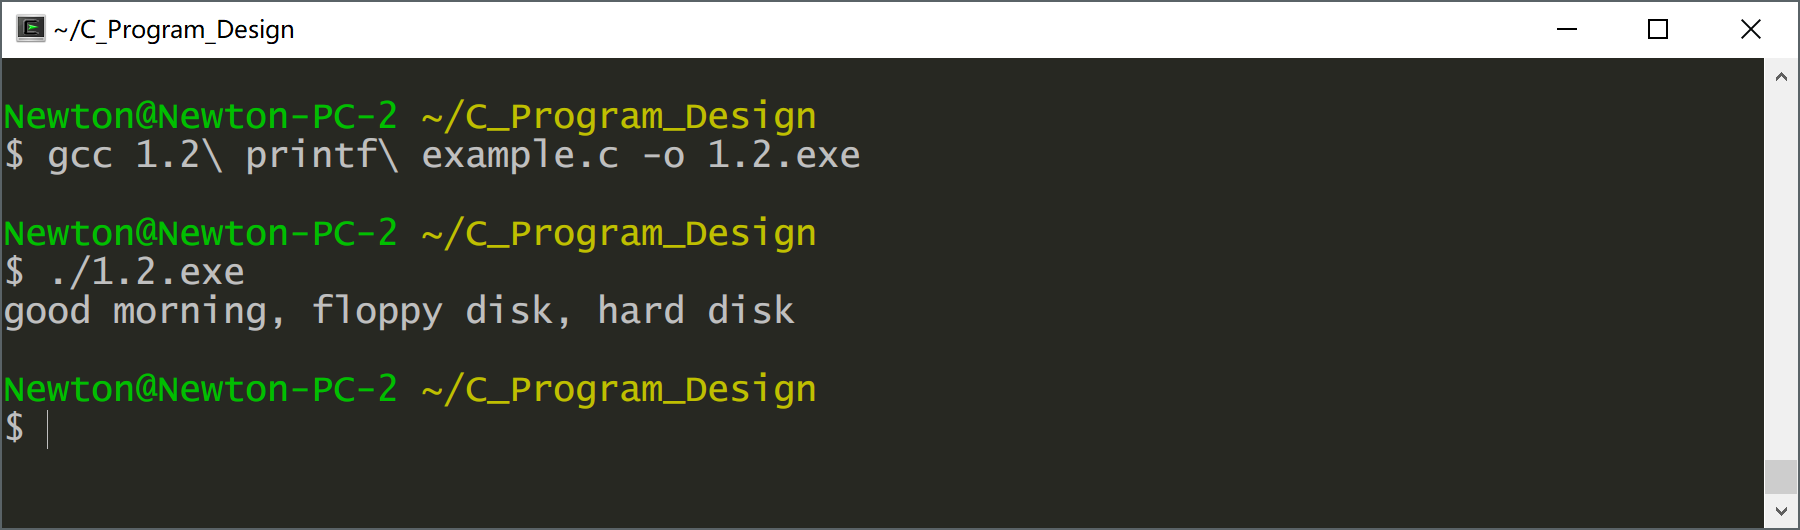 ~/C_Program_Design
Newton@Newton-PC-2 ~/C_Program_Design
$ gcc 1.2\ printf\ example.c -o 1.2.exe
Newton@Newton-PC-2 ~/C_Program_Design
$ ./1.2.exe
good morning, floppy disk, hard disk
Newton@Newton-PC-2 ~/C_Program_Design
$